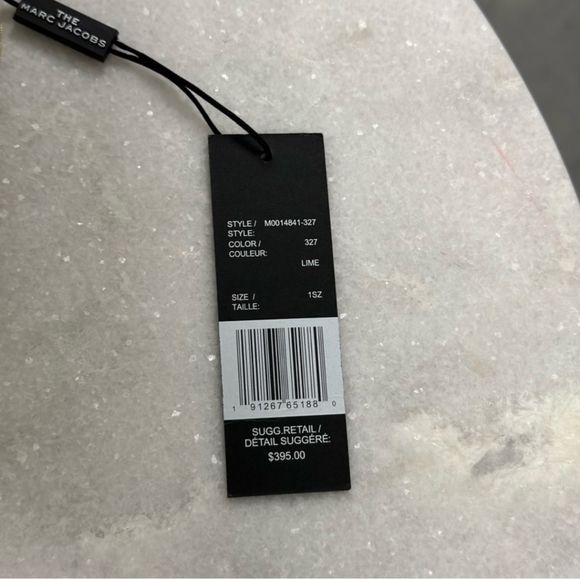 THE
MARC JACOBS
STYLE / M0014841-327
STYLE:
COLOR / 327
COULEUR:
LIME
SIZE / 1SZ
TAILLE:
1 91267 65188 0
SUGG.RETAIL /
DÉTAIL SUGGÉRÉ:
$395.00